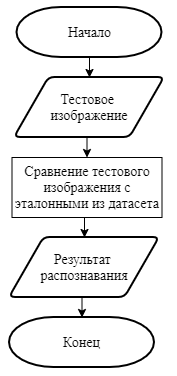 Начало
Тестовое
изображение
Сравнение тестового
изображения с
эталонными из датасета
Результат
распознавания
Конец